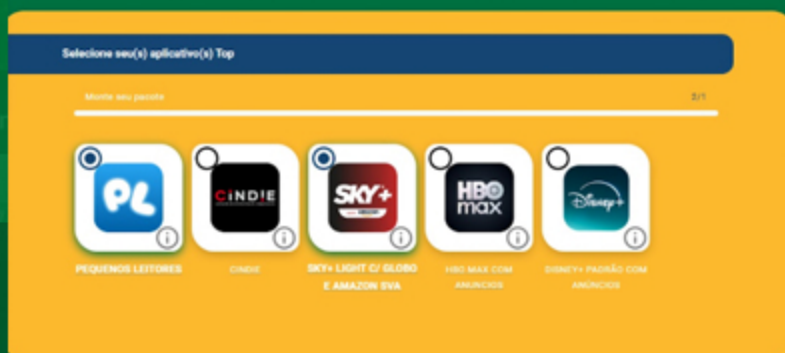 Selecione seu(s) aplicativo(s) Top
Monte seu pacote 2/1
PL
CiNDIE
SKY+
HBO
max
Disney+
PEQUENOS LEITORES
CINDIE
SKY+ LIGHT C/ GLOBO
E AMAZON SVA
HBO MAX COM
ANUNCIOS
DISNEY+ PADRÃO COM
ANÚNCIOS